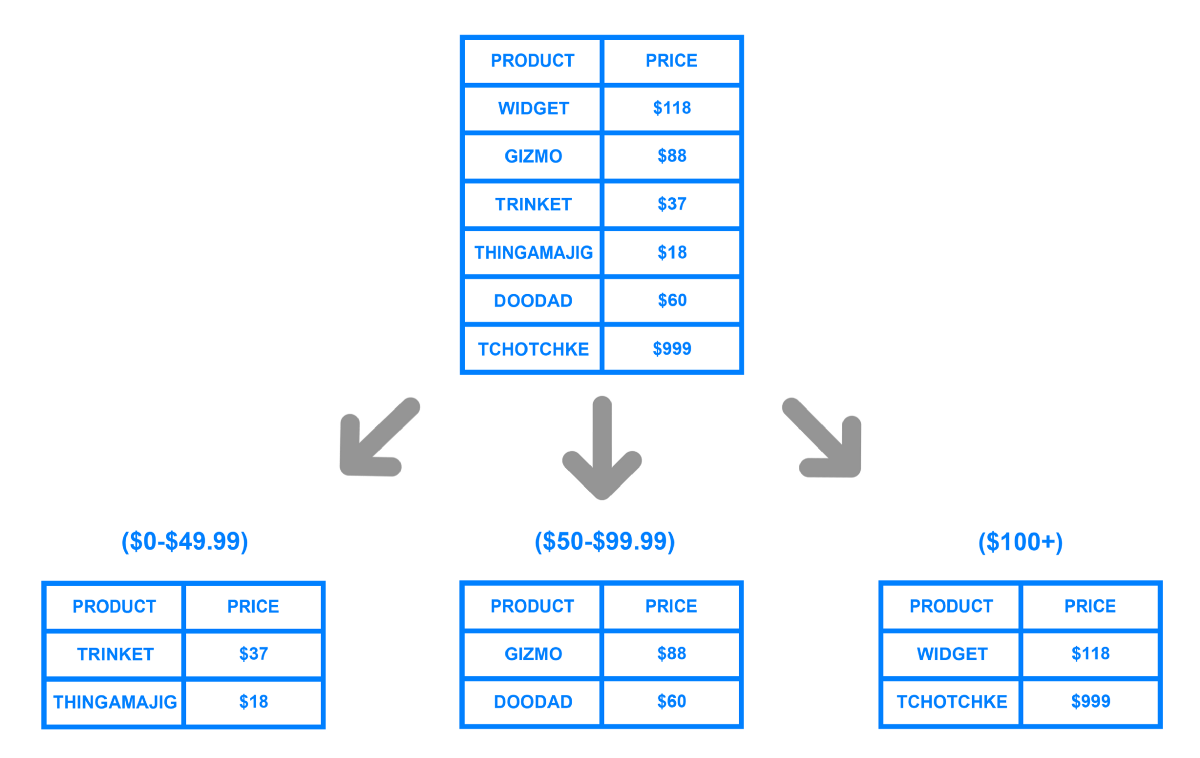 PRODUCT PRICE
WIDGET $118
GIZMO $88
TRINKET $37
THINGAMAJIG $18
DOODAD $60
TCHOTCHKE $999
($0-$49.99)
PRODUCT PRICE
TRINKET $37
THINGAMAJIG $18
($50-$99.99)
PRODUCT PRICE
GIZMO $88
DOODAD $60
($100+)
PRODUCT PRICE
WIDGET $118
TCHOTCHKE $999